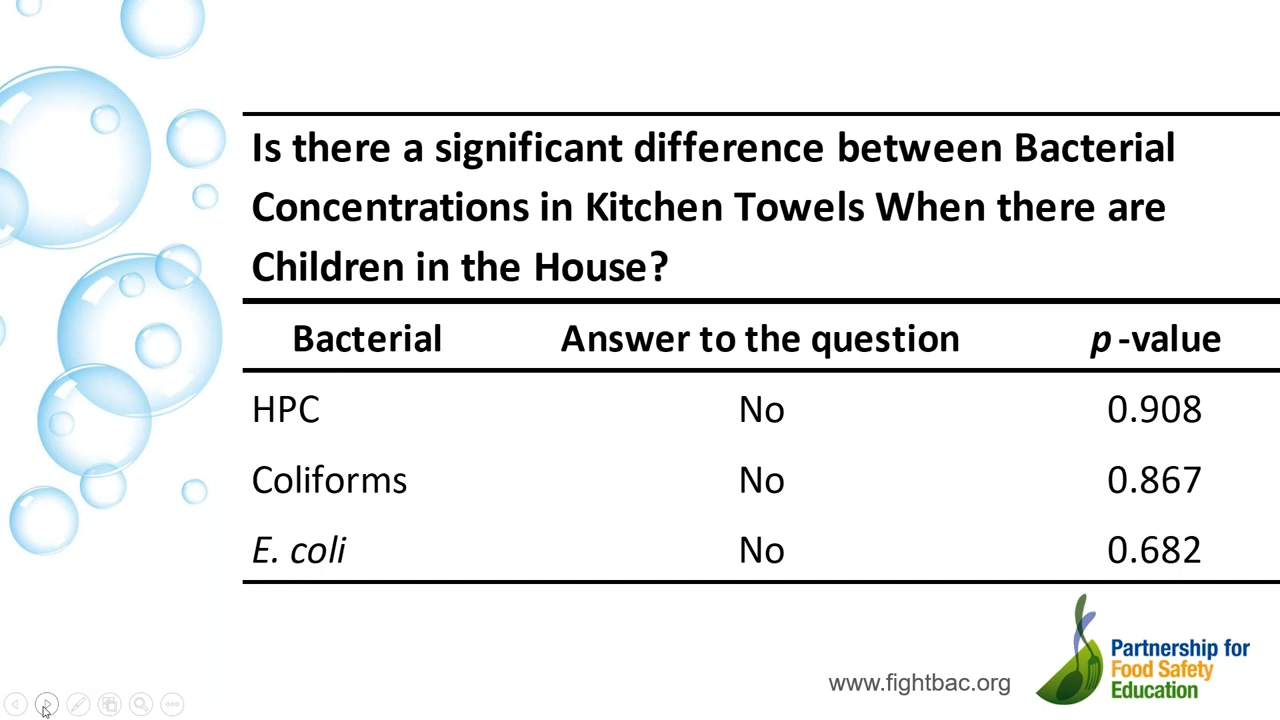 Is there a significant difference between Bacterial
Concentrations in Kitchen Towels When there are
Children in the House?
Bacterial Answer to the question p-value
HPC No 0.908
Coliforms No 0.867
E. coli No 0.682
www.fightbac.org
Partnership for
Food Safety
Education